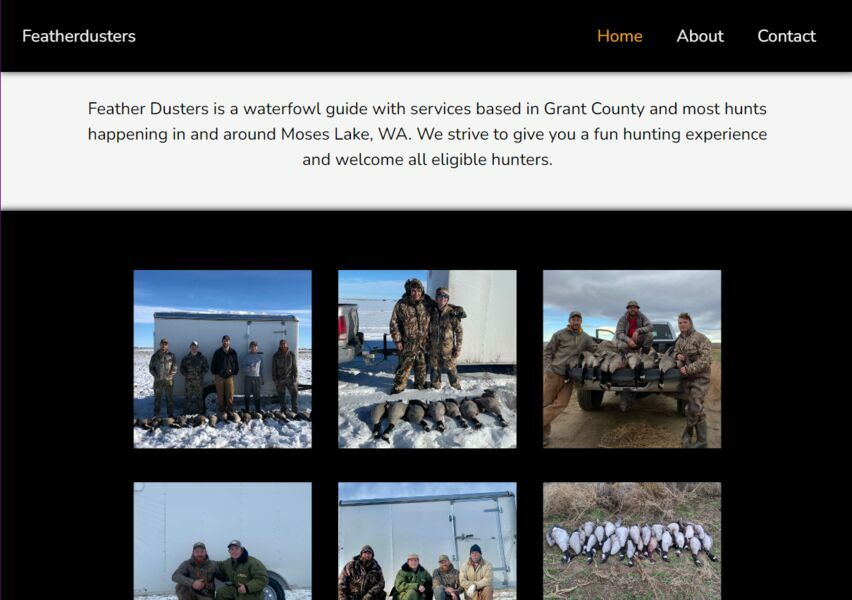 Featherdusters
Home About Contact
Feather Dusters is a waterfowl guide with services based in Grant County and most hunts
happening in and around Moses Lake, WA. We strive to give you a fun hunting experience
and welcome all eligible hunters.